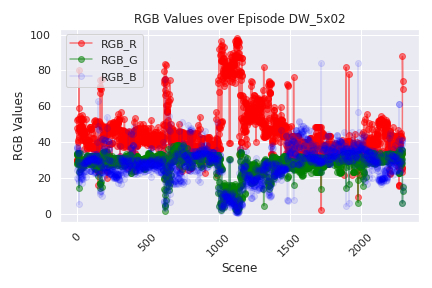 RGB Values over Episode DW_5x02
100
80
60
40
20
0
RGB Values
RGB_R
RGB_G
RGB_B
0
500
1000
1500
2000
Scene